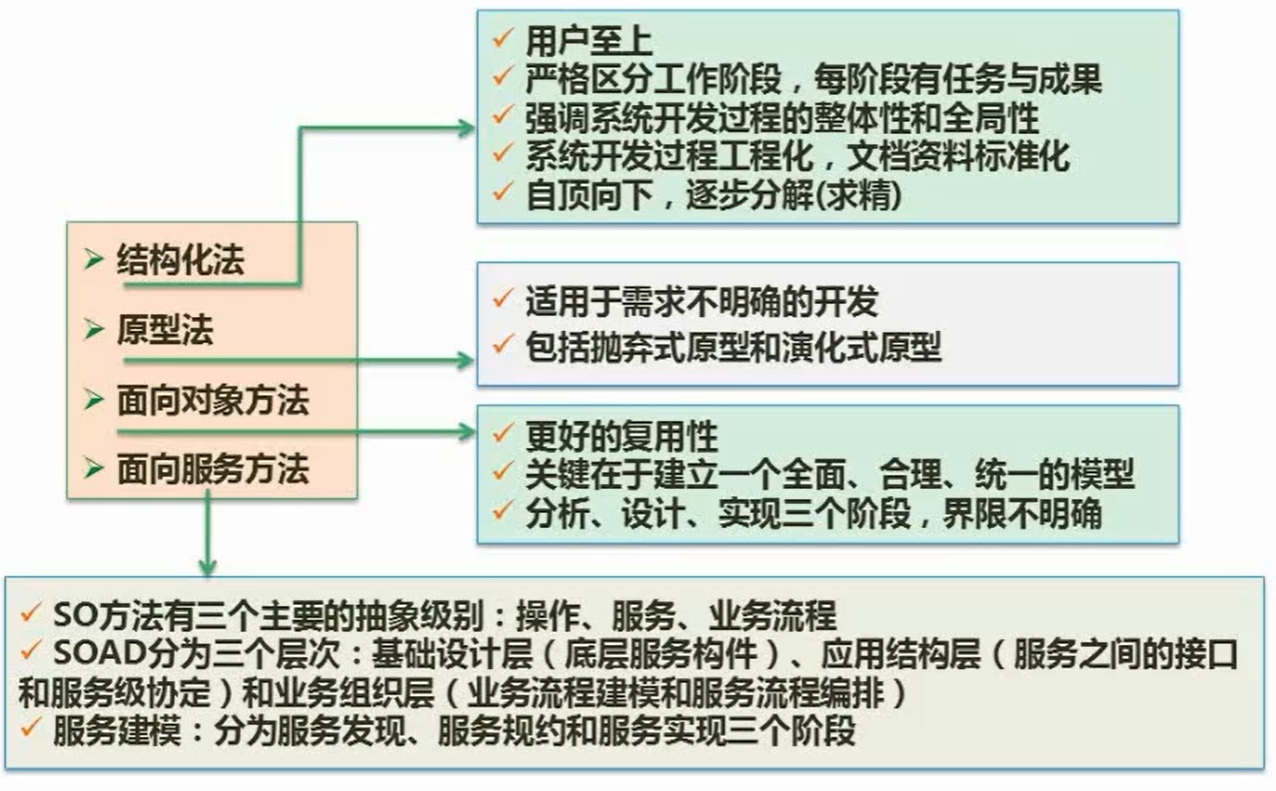 用户至上
严格区分工作阶段，每阶段有任务与成果
强调系统开发过程的整体性和全局性
系统开发过程工程化，文档资料标准化
自顶向下，逐步分解(求精)
结构化法
原型法
面向对象方法
面向服务方法
适用于需求不明确的开发
包括抛弃式原型和演化式原型
更好的复用性
关键在于建立一个全面、合理、统一的模型
分析、设计、实现三个阶段，界限不明确
SO方法有三个主要的抽象级别：操作、服务、业务流程
SOAD分为三个层次：基础设计层（底层服务构件）、应用结构层（服务之间的接口
和服务级协定）和业务组织层（业务流程建模和服务流程编排）
服务建模：分为服务发现、服务规约和服务实现三个阶段